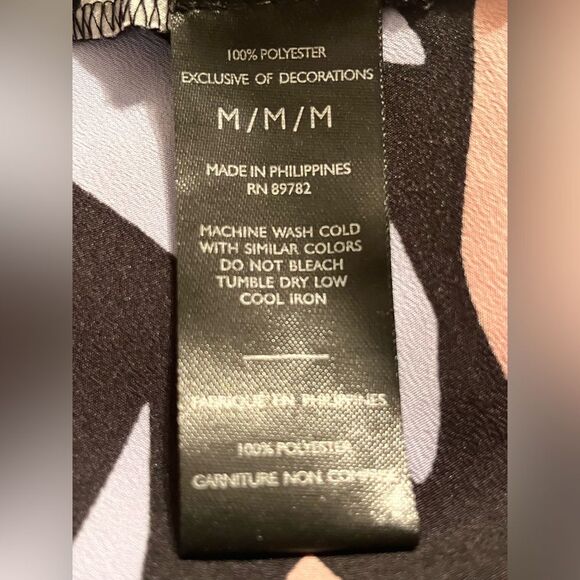 100% POLYESTER
EXCLUSIVE OF DECORATIONS
M/M/M
MADE IN PHILIPPINES
RN 89782
MACHINE WASH COLD
WITH SIMILAR COLORS
DO NOT BLEACH
TUMBLE DRY LOW
COOL IRON
FABRIQUE EN PHILIPPINES
100% POLYESTER
GARNITURE NON